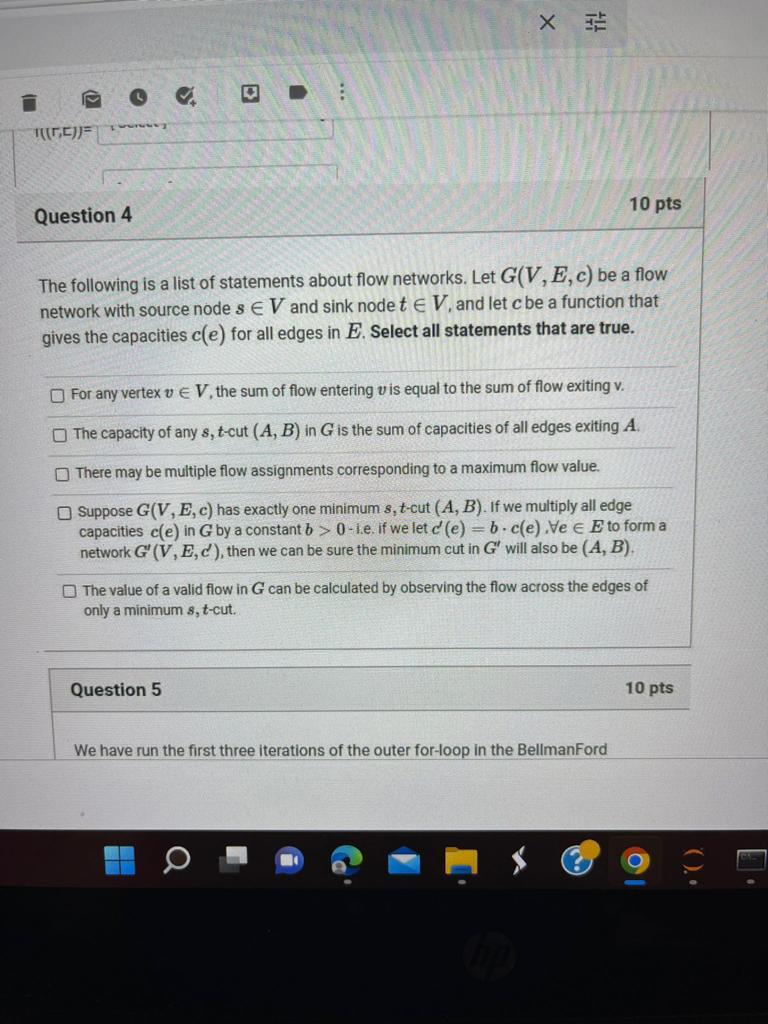 Question 4
10 pts
The following is a list of statements about flow networks. Let G(V, E, c) be a flow
network with source node s ∈ V and sink node t ∈ V, and let c be a function that
gives the capacities c(e) for all edges in E. Select all statements that are true.
For any vertex v ∈ V, the sum of flow entering v is equal to the sum of flow exiting v.
The capacity of any s, t-cut (A, B) in G is the sum of capacities of all edges exiting A.
There may be multiple flow assignments corresponding to a maximum flow value.
Suppose G(V, E, c) has exactly one minimum s, t-cut (A, B). If we multiply all edge
capacities c(e) in G by a constant b > 0 - i.e. if we let c'(e) = b · c(e) ,∀e ∈ E to form a
network G'(V, E, c'), then we can be sure the minimum cut in G' will also be (A, B).
The value of a valid flow in G can be calculated by observing the flow across the edges of
only a minimum s, t-cut.
Question 5
10 pts
We have run the first three iterations of the outer for-loop in the BellmanFord
hp